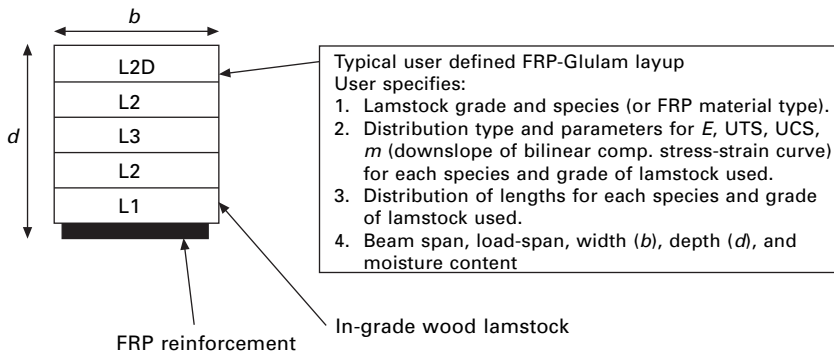 b
d
L2D
L2
L3
L2
L1
Typical user defined FRP-Glulam layup
User specifies:
1. Lamstock grade and species (or FRP material type).
2. Distribution type and parameters for E, UTS, UCS,
m (downslope of bilinear comp. stress-strain curve)
for each species and grade of lamstock used.
3. Distribution of lengths for each species and grade
of lamstock used.
4. Beam span, load-span, width (b), depth (d), and
moisture content
In-grade wood lamstock
FRP reinforcement